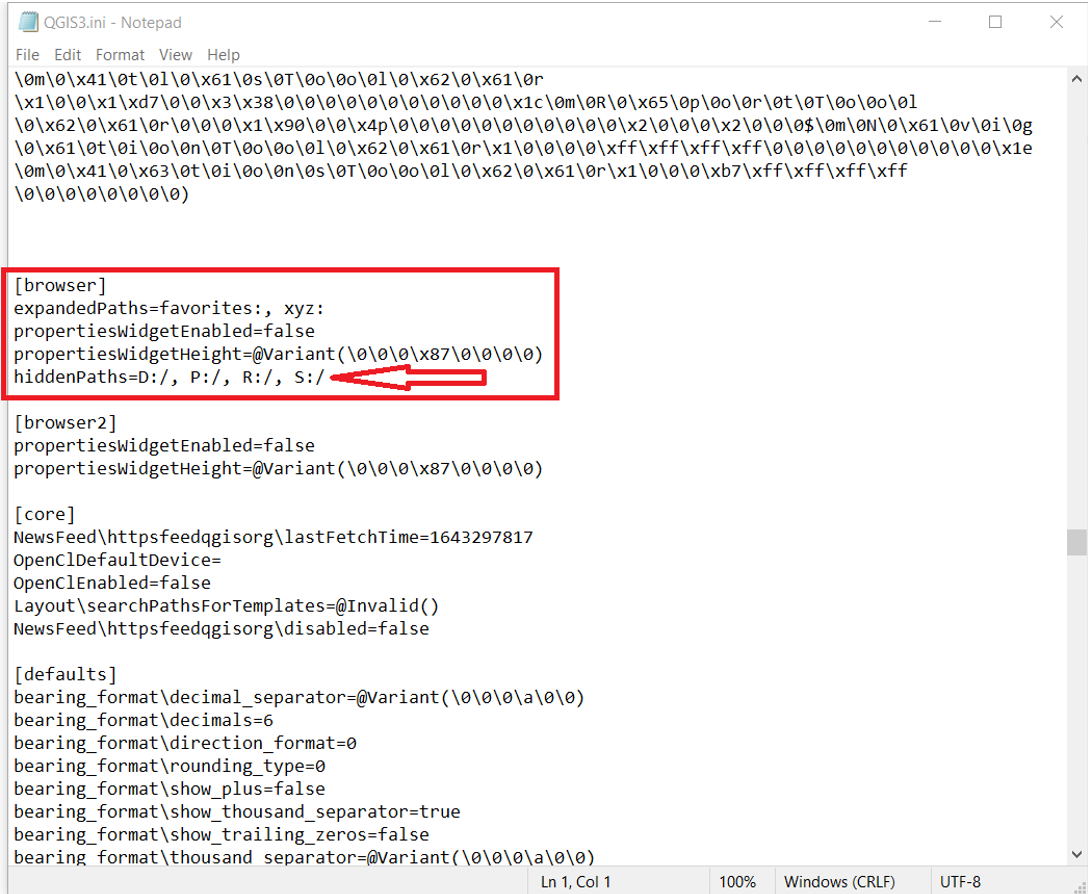 QGIS3.ini - Notepad
File Edit Format View Help
\0m\0\x41\0t\0l\0\x61\0s\0T\0o\0o\0l\0\x62\0\x61\0r
\x1\0\0\x1\xd7\0\0\x3\x38\0\0\0\0\0\0\0\0\0\0\x1c\0m\0R\0\x65\0p\0o\0r\0t\0T\0o\0o\0l
\0\x62\0\x61\0r\0\0\0\x1\x90\0\0\x4p\0\0\0\0\0\0\0\0\0\0\x2\0\0\0\x2\0\0\0$\0m\0N\0\x61\0v\0i\0g
\0\x61\0t\0i\0o\0n\0T\0o\0o\0l\0\x62\0\x61\0r\x1\0\0\0\0\xff\xff\xff\xff\0\0\0\0\0\0\0\0\0\0\x1e
\0m\0\x41\0\x63\0t\0i\0o\0n\0s\0T\0o\0o\0l\0\x62\0\x61\0r\x1\0\0\0\xb7\xff\xff\xff\xff
\0\0\0\0\0\0\0\0)
[browser]
expandedPaths=favorites:, xyz:
propertiesWidgetEnabled=false
propertiesWidgetHeight=@Variant(\0\0\0\x87\0\0\0\0)
hiddenPaths=D:/, P:/, R:/, S:/
[browser2]
propertiesWidgetEnabled=false
propertiesWidgetHeight=@Variant(\0\0\0\x87\0\0\0\0)
[core]
NewsFeed\httpsfeedqgisorg\lastFetchTime=1643297817
OpenClDefaultDevice=
OpenClEnabled=false
Layout\searchPathsForTemplates=@Invalid()
NewsFeed\httpsfeedqgisorg\disabled=false
[defaults]
bearing_format\decimal_separator=@Variant(\0\0\0\a\0\0)
bearing_format\decimals=6
bearing_format\direction_format=0
bearing_format\rounding_type=0
bearing_format\show_plus=false
bearing_format\show_thousand_separator=true
bearing_format\show_trailing_zeros=false
bearing_format\thousand_separator=@Variant(\0\0\0\a\0\0)
Ln 1, Col 1 100% Windows (CRLF) UTF-8